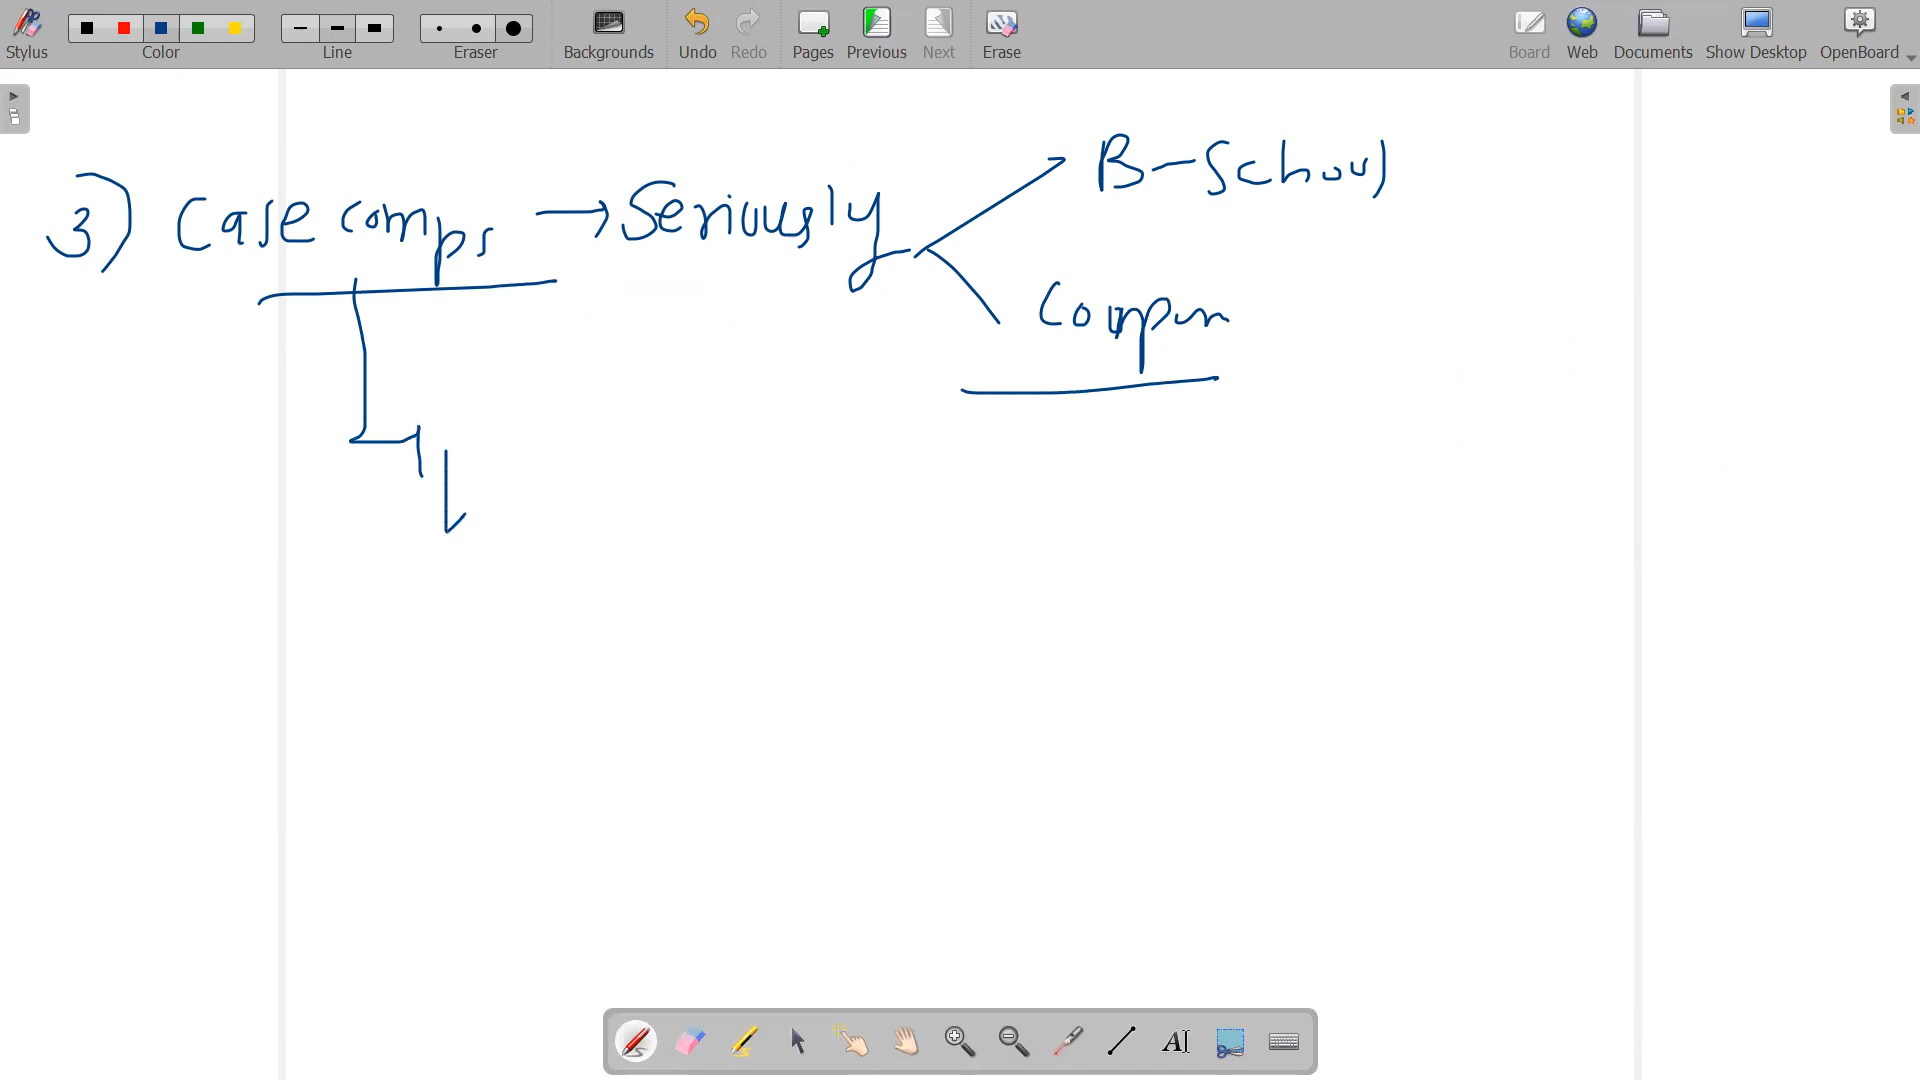 Stylus Color Line Eraser Backgrounds Undo Redo Pages Previous Next Erase Board Web Documents Show Desktop OpenBoard
B-School
3) Case comps → Seriously
Compan